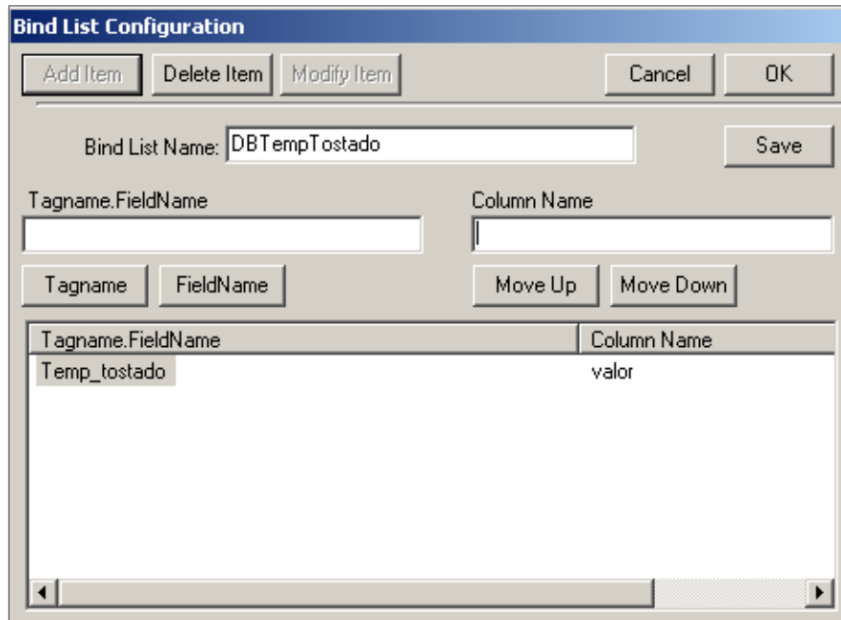 Bind List Configuration
Add Item Delete Item Modify Item Cancel OK
Bind List Name: DBTempTostado Save
Tagname.FieldName Column Name
Tagname FieldName Move Up Move Down
Tagname.FieldName Column Name
Temp_tostado valor